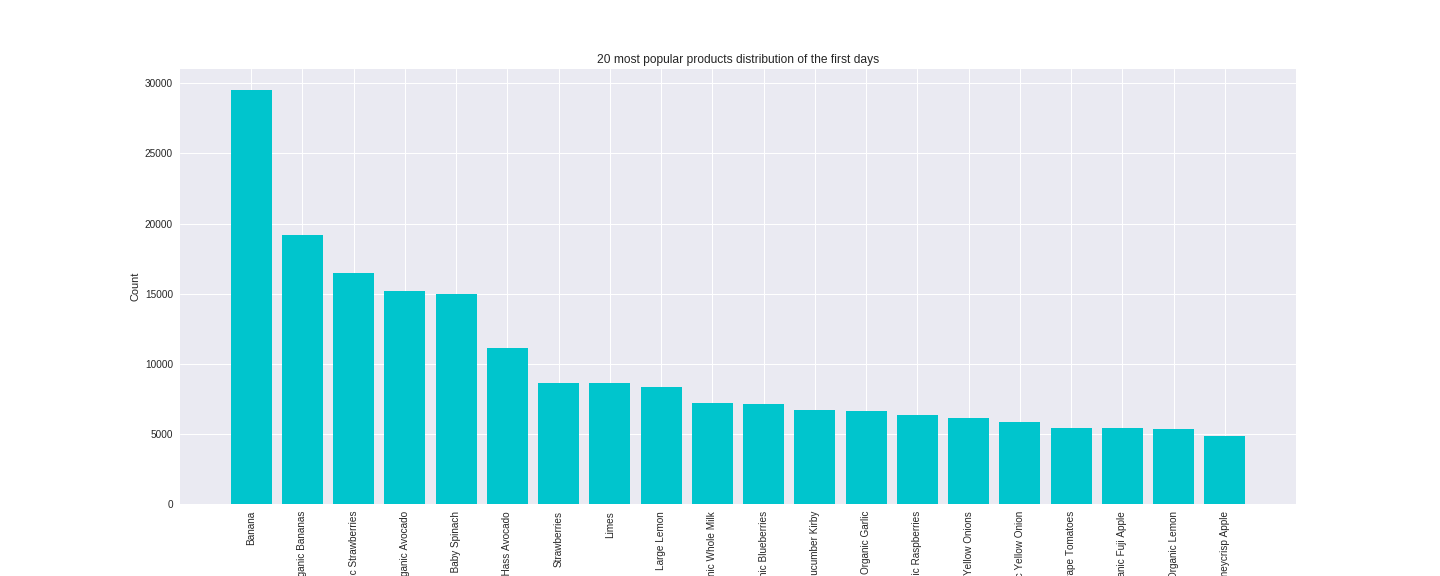 20 most popular products distribution of the first days
Count
30000
25000
20000
15000
10000
5000
0
Banana
ganic Bananas
c Strawberries
ganic Avocado
Baby Spinach
Hass Avocado
Strawberries
Limes
Large Lemon
nic Whole Milk
nic Blueberries
ucumber Kirby
Organic Garlic
ic Raspberries
Yellow Onions
c Yellow Onion
ape Tomatoes
anic Fuji Apple
Organic Lemon
neycrisp Apple